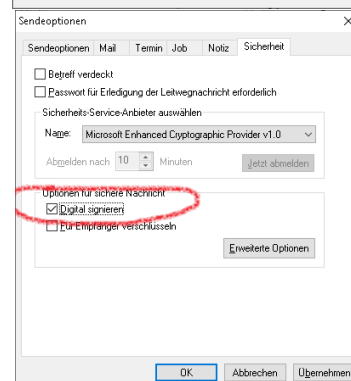 Sendeoptionen
Sendeoptionen Mail Termin Job Notiz Sicherheit
Betreff verdeckt
Passwort für Erledigung der Leitwegnachricht erforderlich
Sicherheits-Service-Anbieter auswählen
Name: Microsoft Enhanced Cryptographic Provider v1.0
Abmelden nach 10 Minuten Jetzt abmelden
Optionen für sichere Nachricht
Digital signieren
Für Empfänger verschlüsseln
Erweiterte Optionen
OK Abbrechen Übernehmen